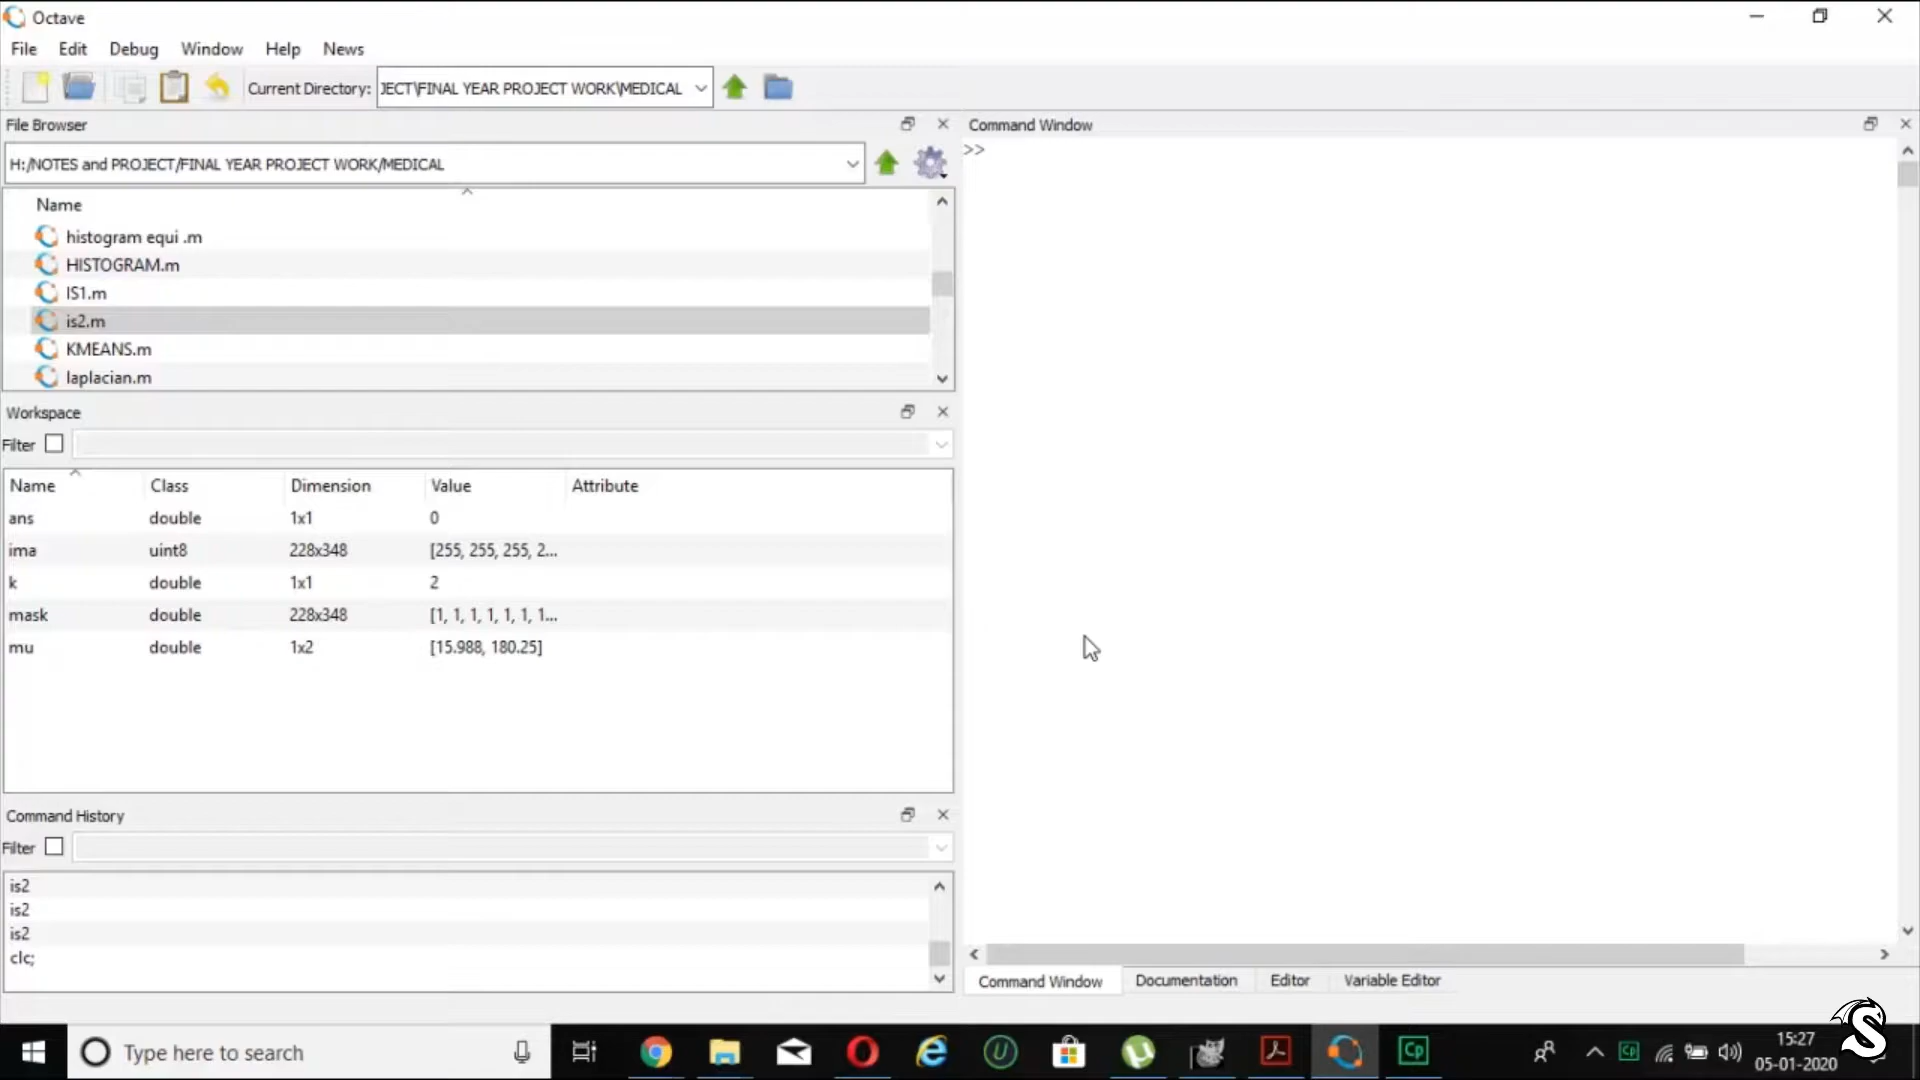 Octave
File Edit Debug Window Help News
Current Directory: JECT\FINAL YEAR PROJECT WORK\MEDICAL
File Browser
H:/NOTES and PROJECT/FINAL YEAR PROJECT WORK/MEDICAL
Name
histogram equi .m
HISTOGRAM.m
IS1.m
is2.m
KMEANS.m
laplacian.m
Workspace
Filter
Name Class Dimension Value Attribute
ans double 1x1 0
ima uint8 228x348 [255, 255, 255, 2...
k double 1x1 2
mask double 228x348 [1, 1, 1, 1, 1, 1, 1...
mu double 1x2 [15.988, 180.25]
Command History
Filter
is2
is2
is2
clc;
Command Window
>>
Command Window Documentation Editor Variable Editor
Type here to search
Cp
Cp
15:27
05-01-2020
S